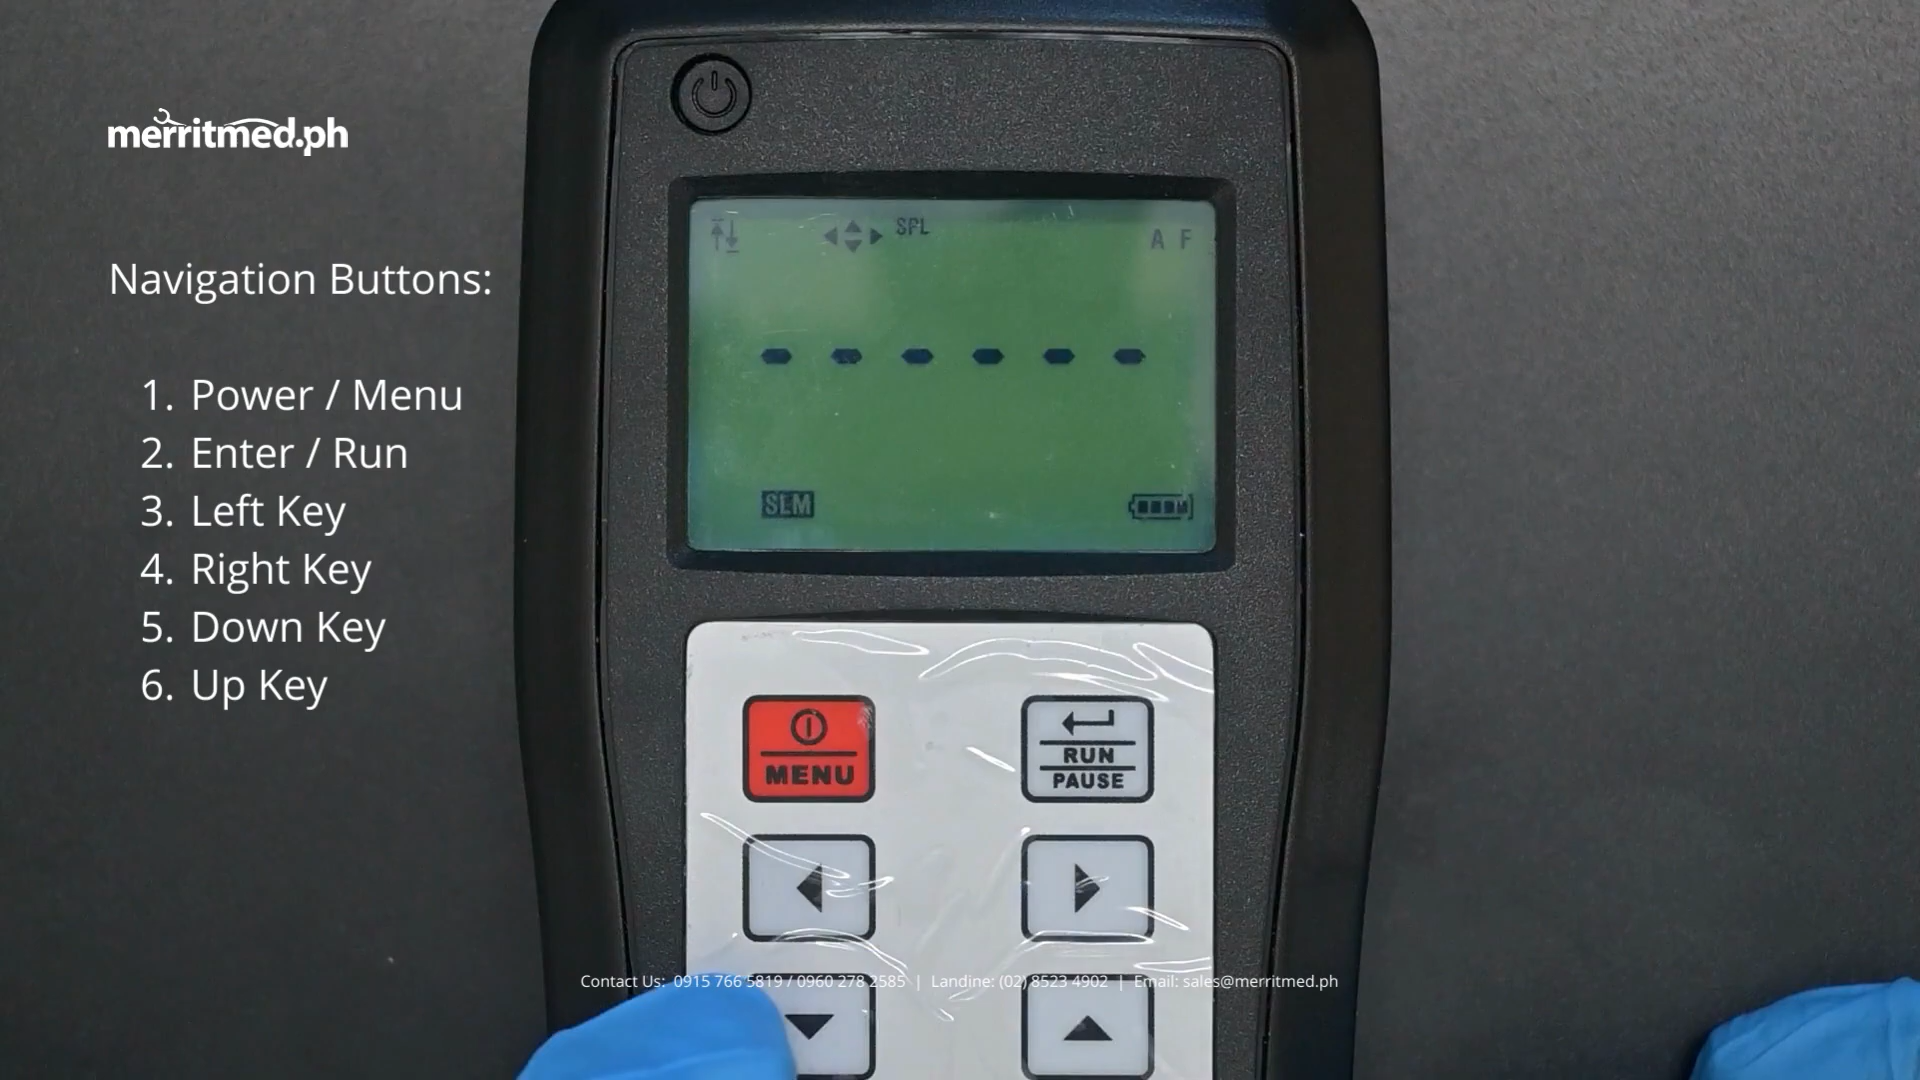 merritmed.ph
Navigation Buttons:
1. Power / Menu
2. Enter / Run
3. Left Key
4. Right Key
5. Down Key
6. Up Key
SPL
A F
SLM
MENU
RUN
PAUSE
Contact Us: 0915 766 5819 / 0960 278 2585 | Landine: (02) 8523 4902 | Email: sales@merritmed.ph